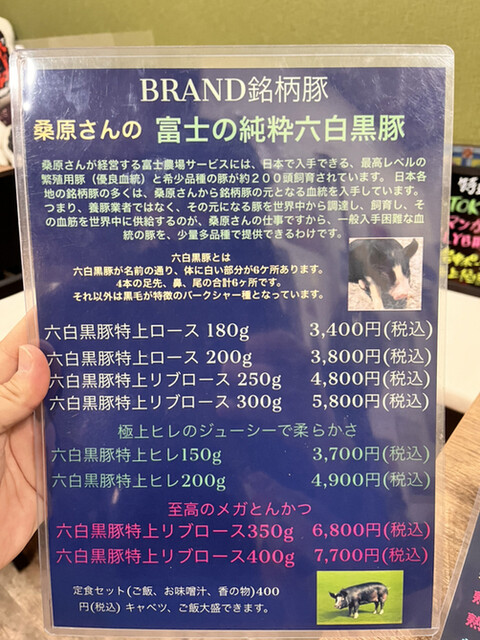 BRAND銘柄豚
桑原さんの 富士の純粋六白黒豚
桑原さんが経営する富士農場サービスには、日本で入手できる、最高レベルの
繁殖用豚（優良血統）と希少品種の豚が約２００頭飼育されています。 日本各
地の銘柄豚の多くは、桑原さんから銘柄豚の元となる血統を入手しています。
つまり、養豚業者ではなく、その元になる豚を世界中から調達し、飼育し、そ
の血筋を世界中に供給するのが、桑原さんの仕事ですから、一般入手困難な血
統の豚を、少量多品種で提供できるわけです。
六白黒豚とは
六白黒豚が名前の通り、体に白い部分が6ケ所あります。
4本の足先、鼻、尾の合計6ヶ所です。
それ以外は黒毛が特徴のバークシャー種となっています。
六白黒豚特上ロース 180g 3,400円(税込)
六白黒豚特上ロース 200g 3,800円(税込)
六白黒豚特上リブロース 250g 4,800円(税込)
六白黒豚特上リブロース 300g 5,800円(税込)
極上ヒレのジューシーで柔らかさ
六白黒豚特上ヒレ150g 3,700円(税込)
六白黒豚特上ヒレ200g 4,900円(税込)
至高のメガとんかつ
六白黒豚特上リブロース350g 6,800円(税込)
六白黒豚特上リブロース400g 7,700円(税込)
定食セット(ご飯、お味噌汁、香の物)400
円(税込) キャベツ、ご飯大盛できます。